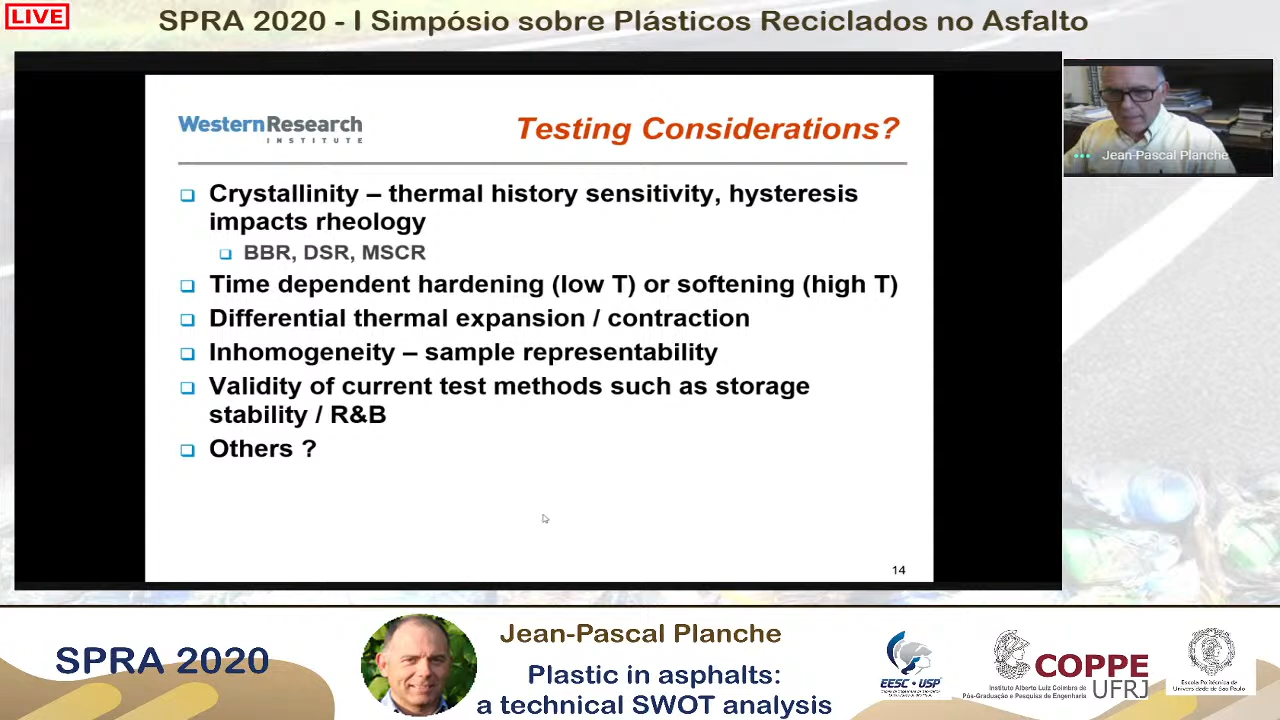 LIVE
SPRA 2020 - I Simpósio sobre Plásticos Reciclados no Asfalto
WesternResearch
INSTITUTE
Testing Considerations?
Crystallinity – thermal history sensitivity, hysteresis
impacts rheology
BBR, DSR, MSCR
Time dependent hardening (low T) or softening (high T)
Differential thermal expansion / contraction
Inhomogeneity – sample representability
Validity of current test methods such as storage
stability / R&B
Others ?
14
Jean-Pascal Planche
SPRA 2020
Jean-Pascal Planche
Plastic in asphalts:
a technical SWOT analysis
EESC • USP
COPPE
UFRJ
Instituto Alberto Luiz Coimbra de
Pós-Graduação e Pesquisa de Engenharia
Escola Politécnica da
Universidade de São Paulo